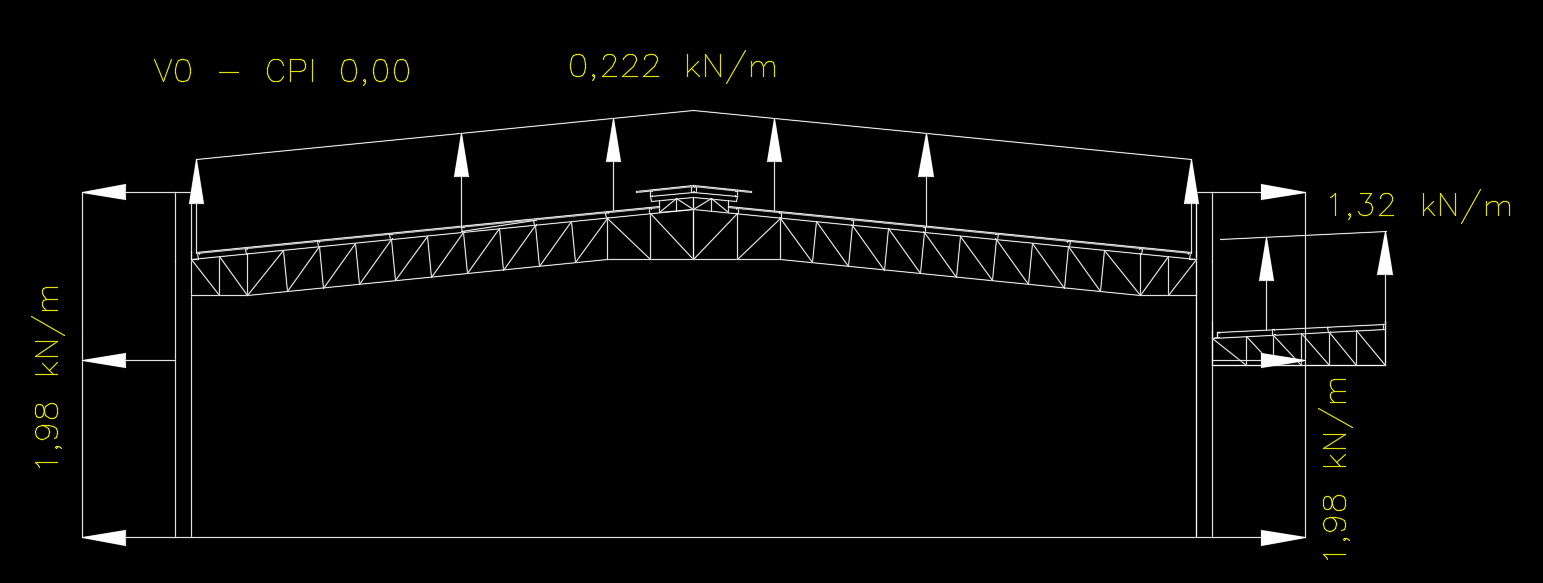 V0 - CPI 0,00
0,222 kN/m
1,32 kN/m
1,98 kN/m
1,98 kN/m